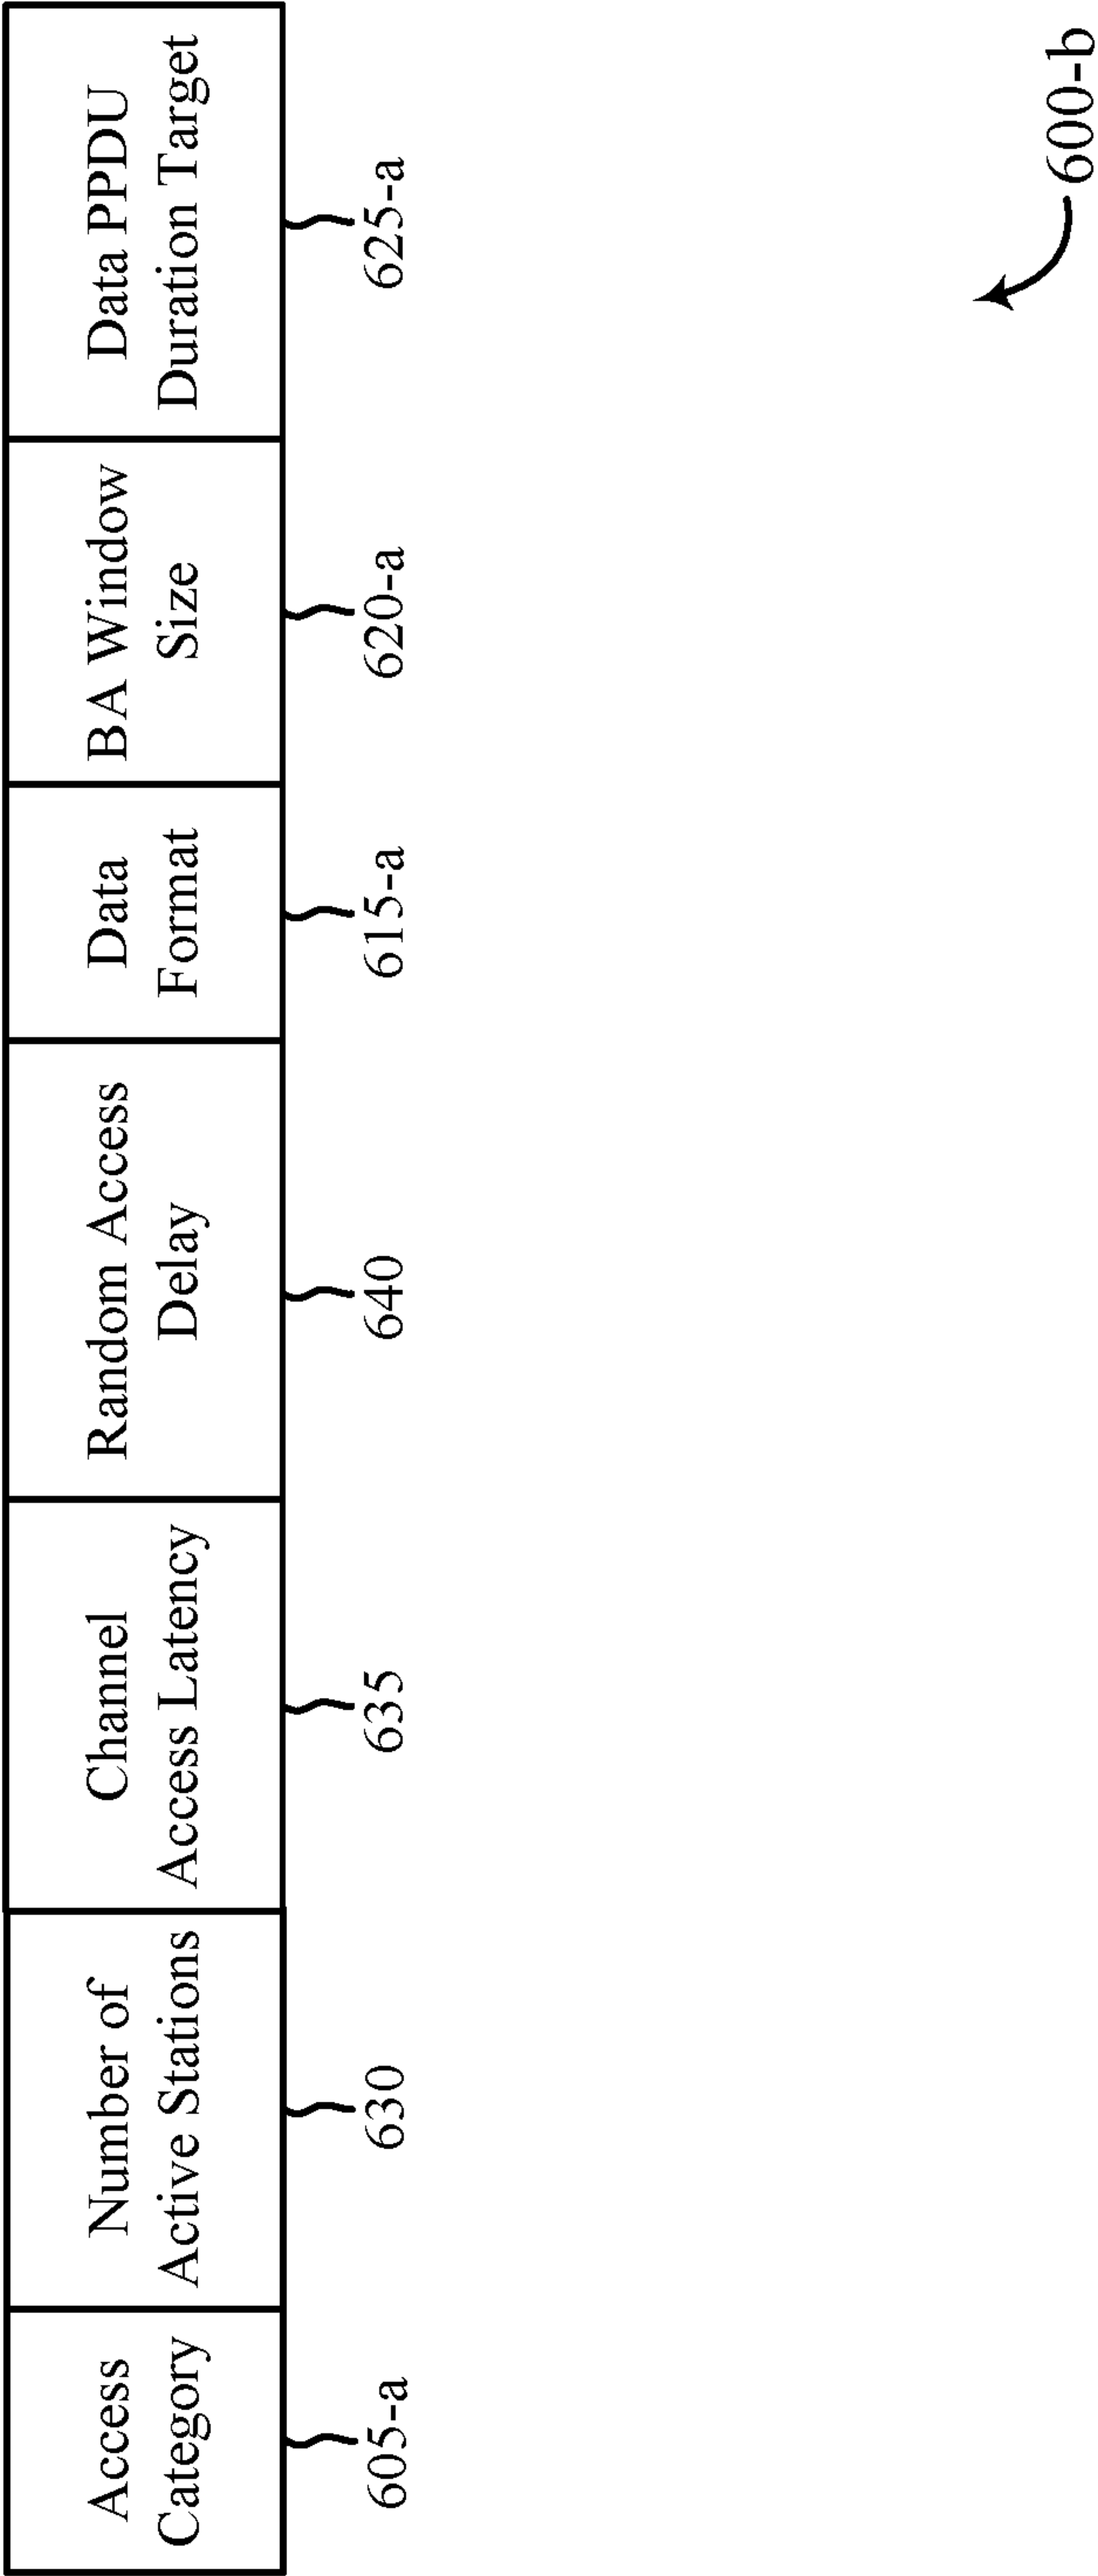 Access
Category
Number of
Active Stations
Channel
Access Latency
Random Access
Delay
Data
Format
BA Window
Size
Data PPDU
Duration Target
605-a
630
635
640
615-a
620-a
625-a
600-b